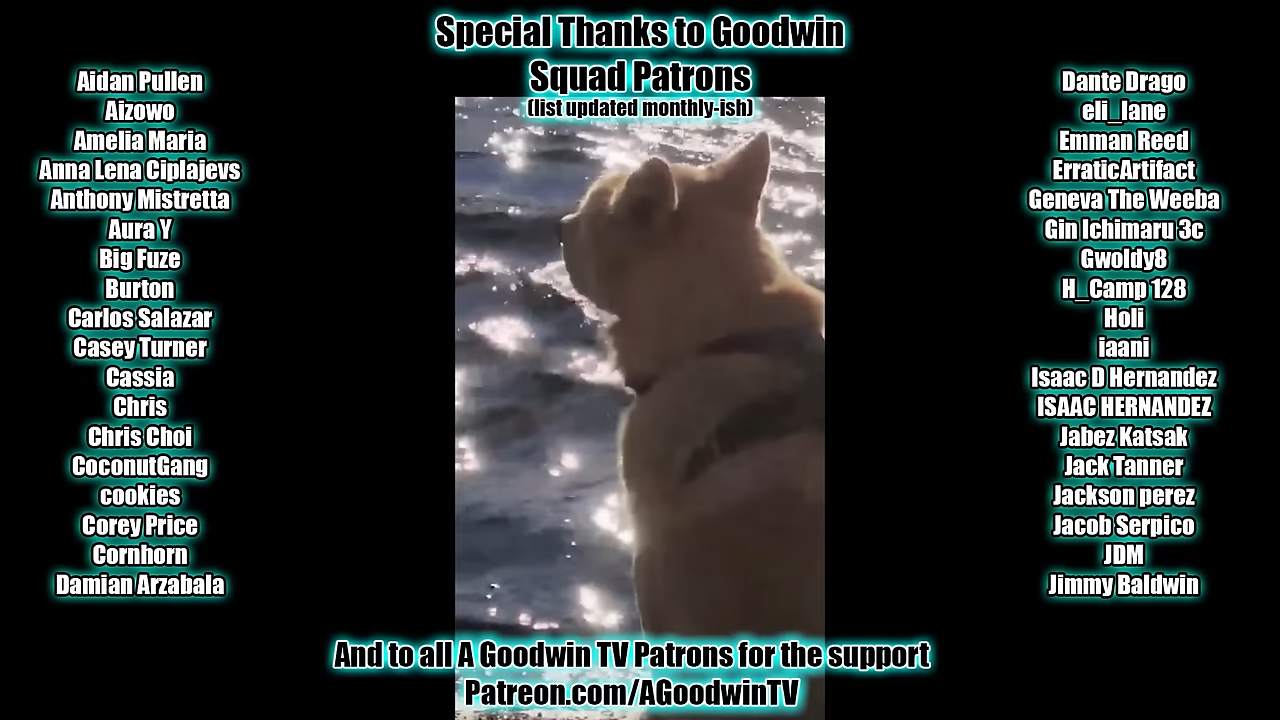 Special Thanks to Goodwin
Squad Patrons
(list updated monthly-ish)
Aidan Pullen
Aizowo
Amelia Maria
Anna Lena Ciplajevs
Anthony Mistretta
Aura Y
Big Fuze
Burton
Carlos Salazar
Casey Turner
Cassia
Chris
Chris Choi
CoconutGang
cookies
Corey Price
Cornhorn
Damian Arzabala
Dante Drago
eli_lane
Emman Reed
ErraticArtifact
Geneva The Weeba
Gin Ichimaru 3c
Gwoldy8
H_Camp 128
Holi
iaani
Isaac D Hernandez
ISAAC HERNANDEZ
Jabez Katsak
Jack Tanner
Jackson perez
Jacob Serpico
JDM
Jimmy Baldwin
And to all A Goodwin TV Patrons for the support
Patreon.com/AGoodwinTV